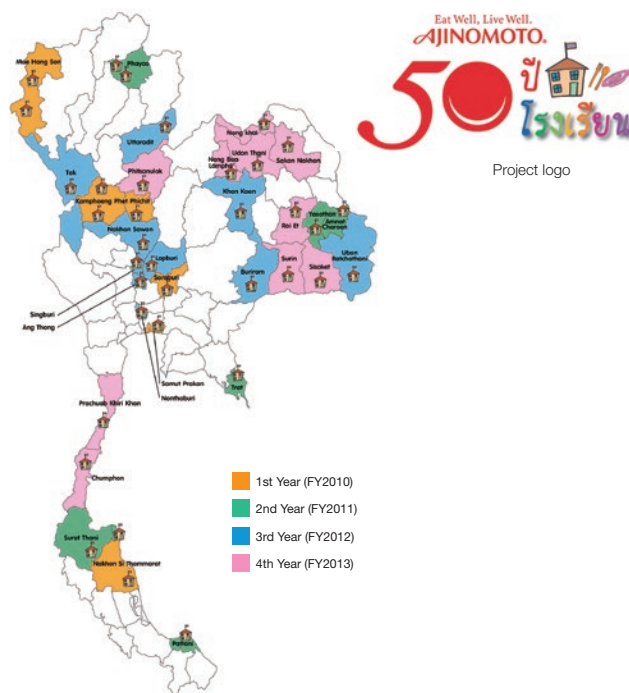 Eat Well, Live Well.
AJINOMOTO.
50 ปี
โรงเรียน
Project logo
Mae Hong Son
Phayao
Uttaradit
Nong Khai
Udon Thani
Sakon Nakhon
Nong Bua
Lamphu
Tak
Phitsanulok
Khon Kaen
Kamphaeng Phet
Phichit
Yasothon
Amnat
Charoen
Roi Et
Nakhon Sawan
Ubon
Ratchathani
Lopburi
Buriram
Surin
Sisaket
Saraburi
Singburi
Ang Thong
Samut Prakan
Nonthaburi
Trat
Prachuab Khiri Khan
Chumphon
1st Year (FY2010)
2nd Year (FY2011)
3rd Year (FY2012)
4th Year (FY2013)
Surat Thani
Nakhon Si Thammarat
Pattani